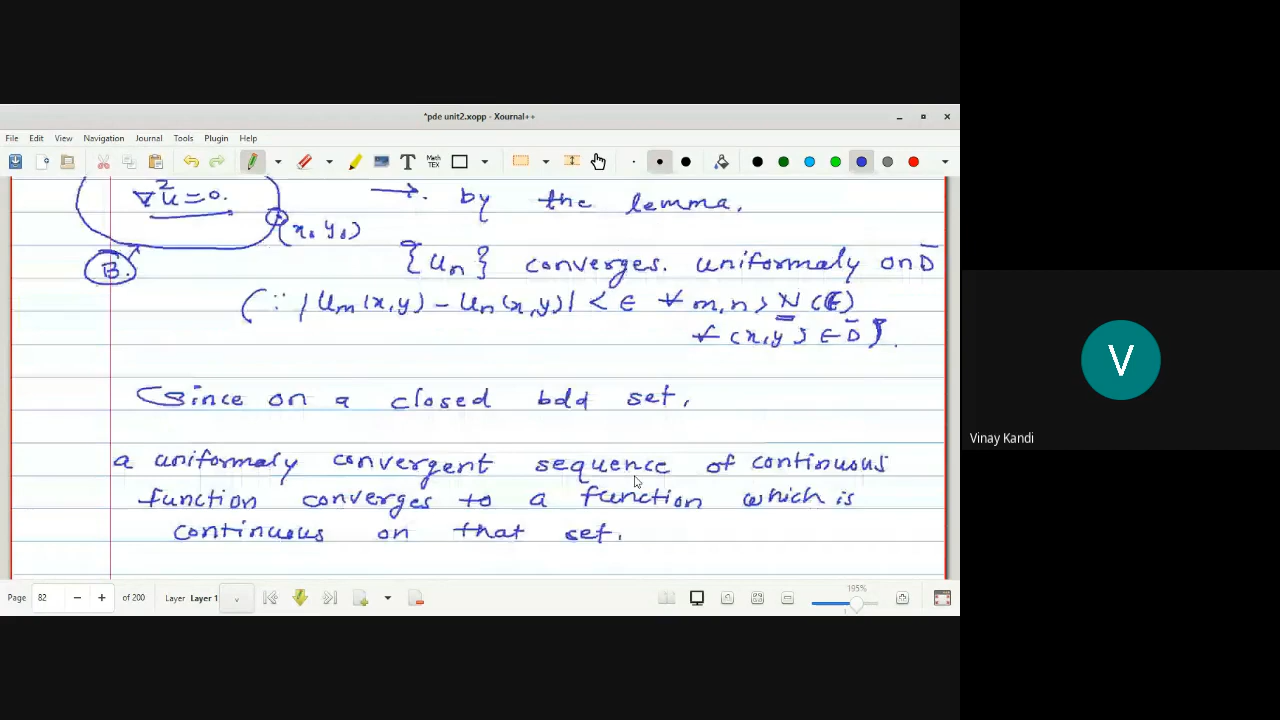 *pde unit2.xopp - Xournal++
File Edit View Navigation Journal Tools Plugin Help
∇²u = 0.
→ by the lemma.
(x₀ y₀)
B.
{Un} converges. uniformaly on D̄
(∵ |Um(x,y) - Un(x,y)| < ∈ ∀ m,n > N(∈)
∀ (x,y) ∈ D̄).
Since on a closed bdd set,
a uniformaly convergent sequence of continuous
function converges to a function which is
continuous on that set.
V
Vinay Kandi
Page 82 of 200 Layer Layer 1 195%